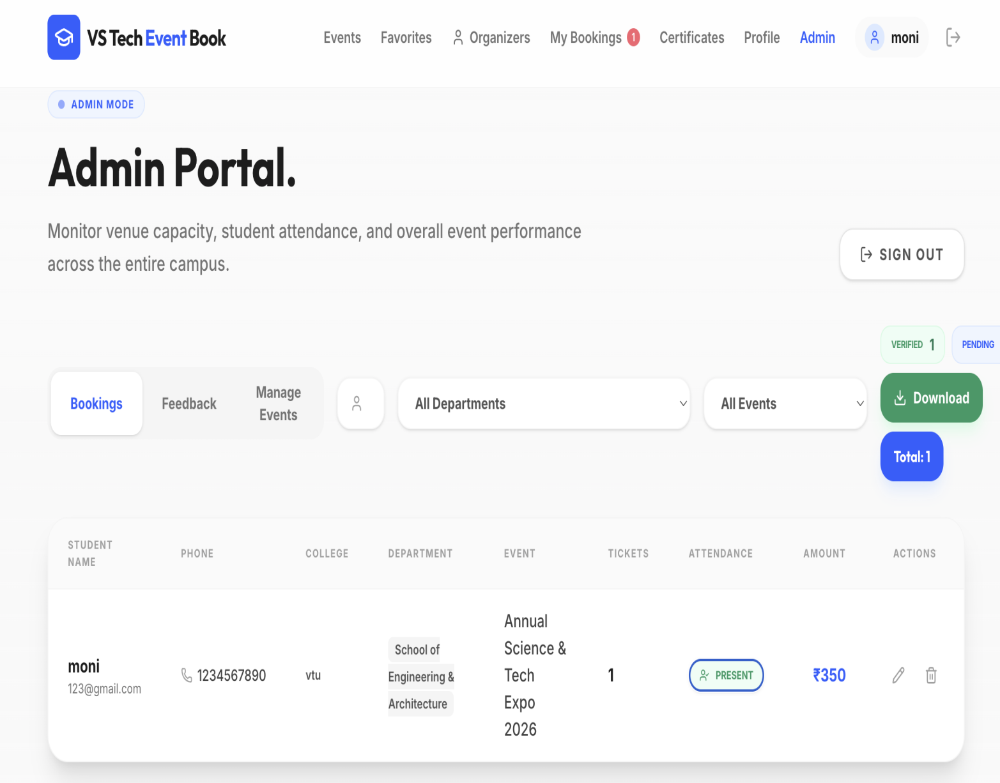 VS Tech Event Book
Events
Favorites
Organizers
My Bookings 1
Certificates
Profile
Admin
moni
ADMIN MODE
Admin Portal.
Monitor venue capacity, student attendance, and overall event performance
across the entire campus.
SIGN OUT
VERIFIED 1
PENDING
Bookings
Feedback
Manage
Events
All Departments
All Events
Download
Total: 1
STUDENT
NAME
PHONE
COLLEGE
DEPARTMENT
EVENT
TICKETS
ATTENDANCE
AMOUNT
ACTIONS
moni
123@gmail.com
1234567890
vtu
School of
Engineering &
Architecture
Annual
Science &
Tech
Expo
2026
1
PRESENT
₹350